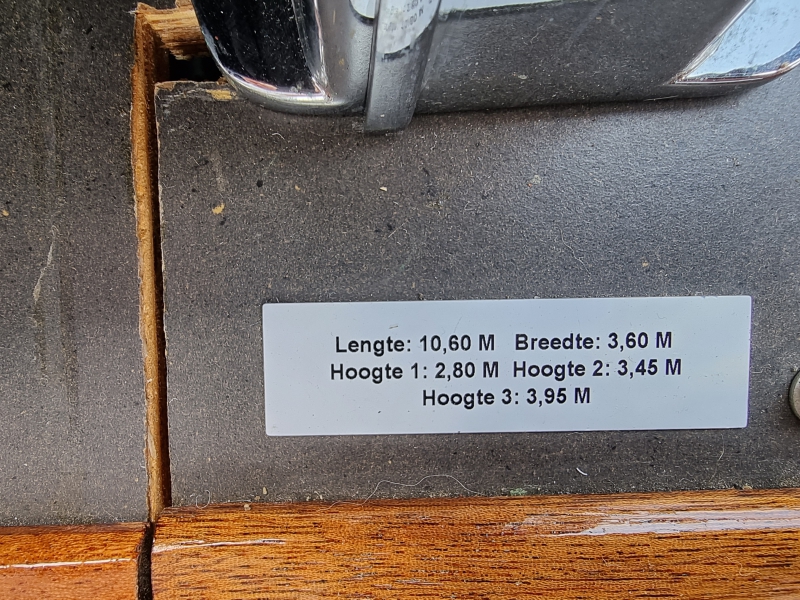 Lengte: 10,60 M Breedte: 3,60 M
Hoogte 1: 2,80 M Hoogte 2: 3,45 M
Hoogte 3: 3,95 M